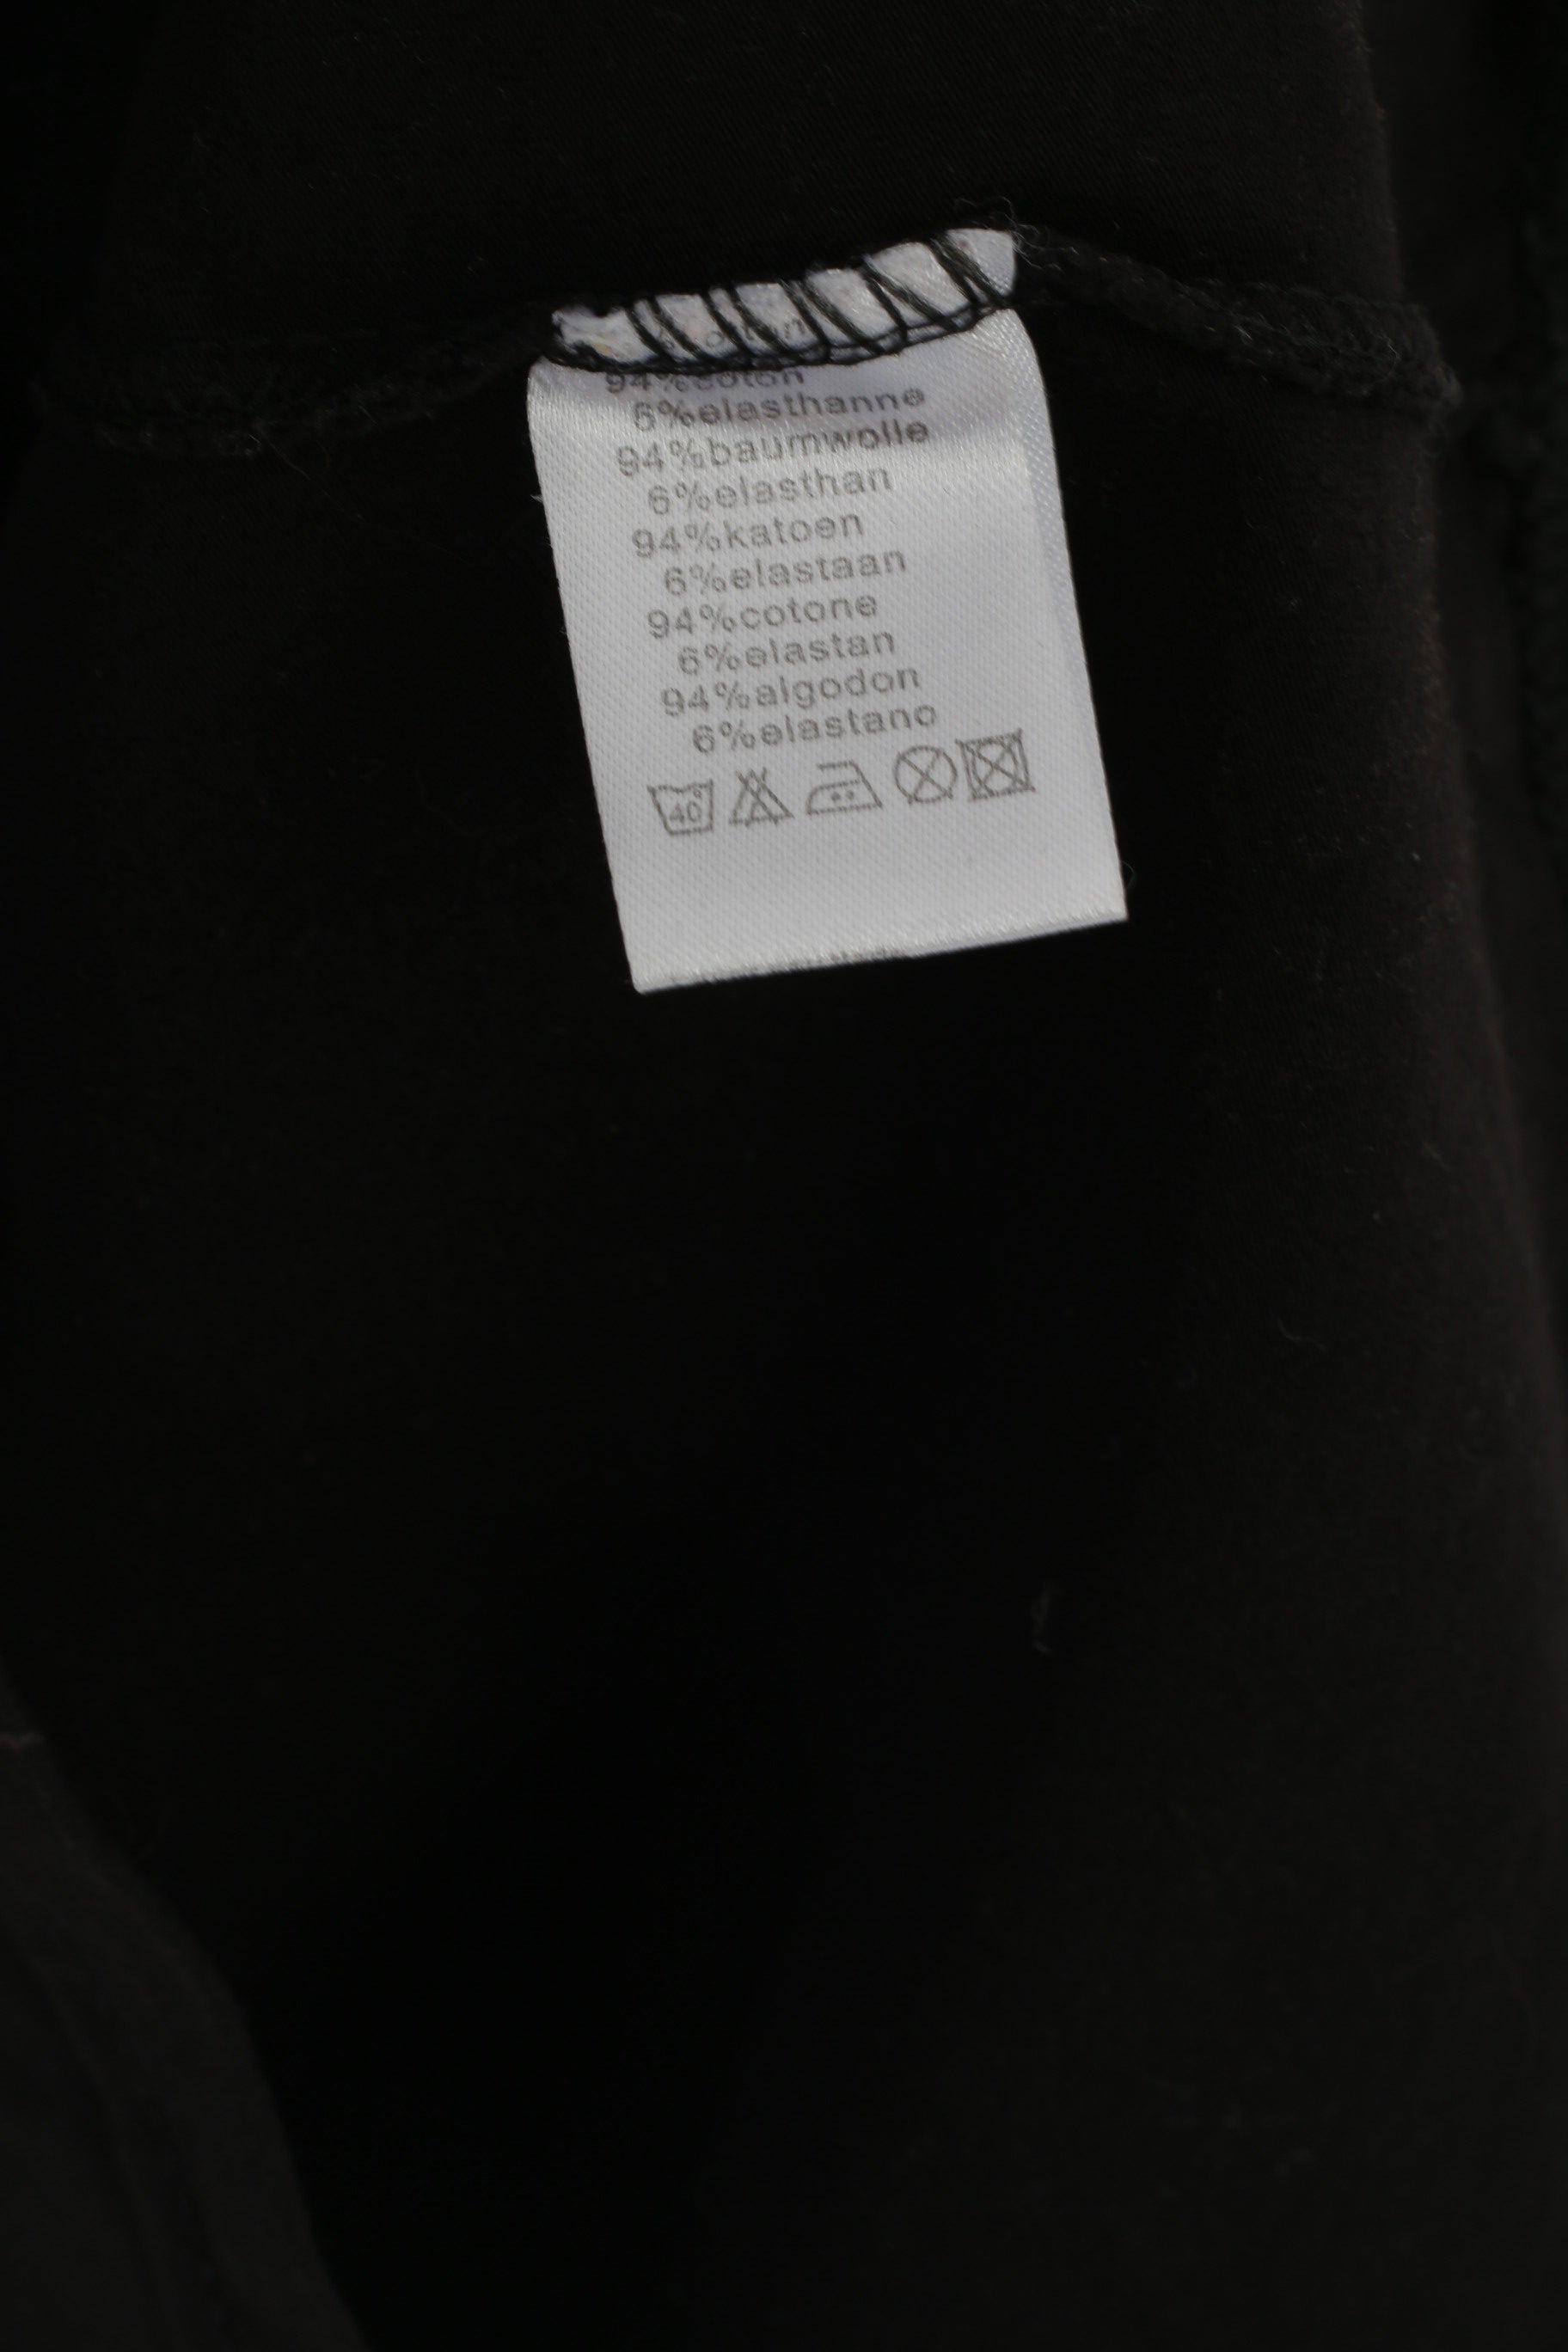 94%coton
6%elasthanne
94%baumwolle
6%elasthan
94%katoen
6%elastaan
94%cotone
6%elastan
94%algodon
6%elastano
40°